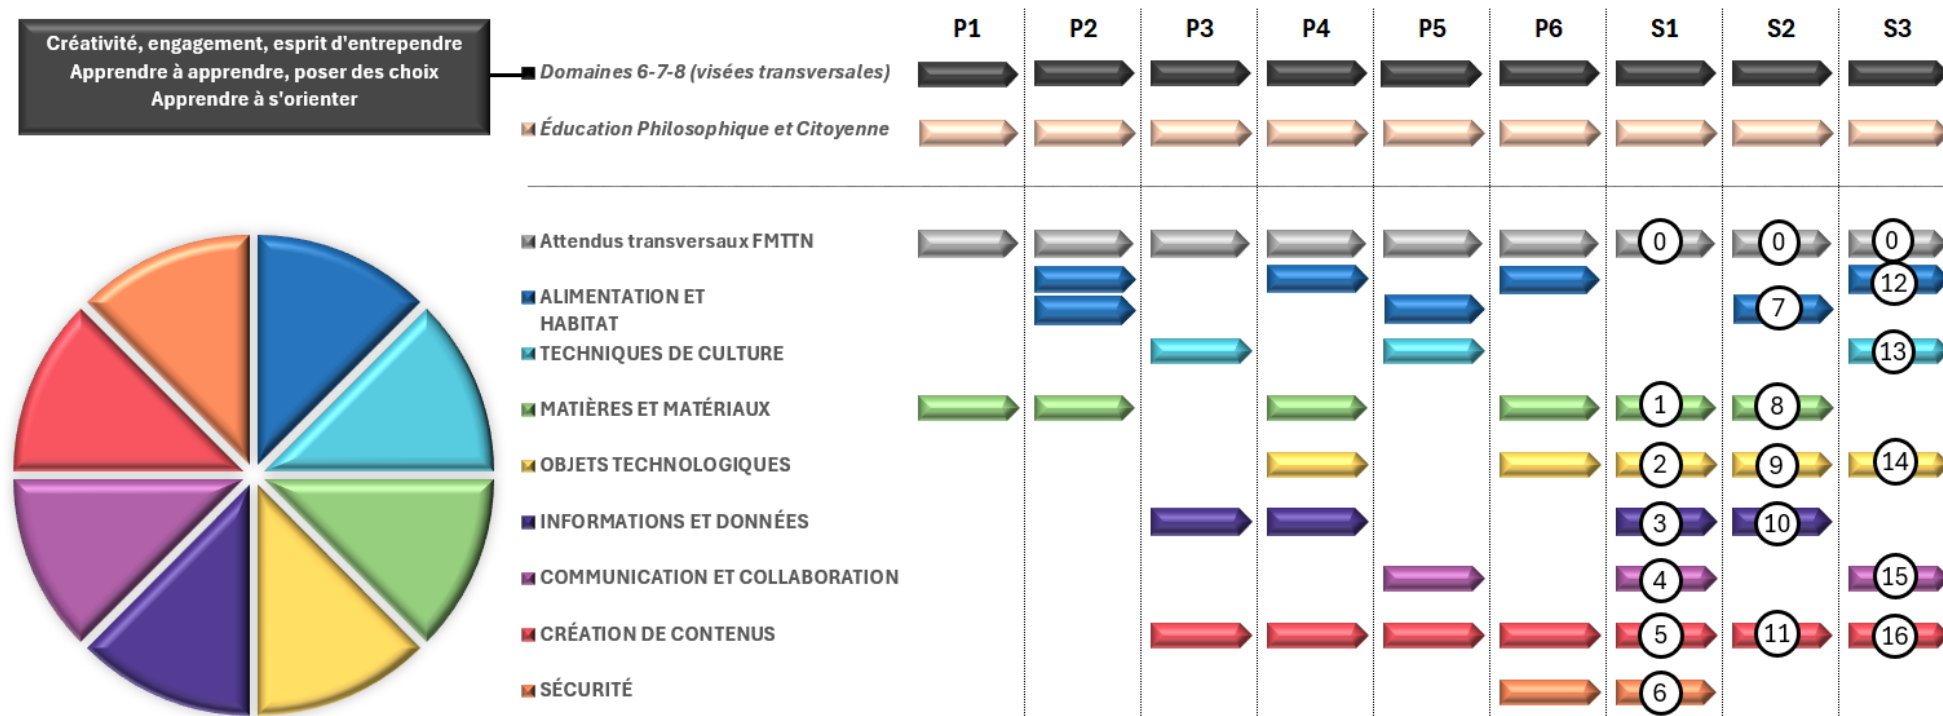 P1 P2 P3 P4 P5 P6 S1 S2 S3
Créativité, engagement, esprit d'entrependre
Apprendre à apprendre, poser des choix
Apprendre à s'orienter
Domaines 6-7-8 (visées transversales)
Éducation Philosophique et Citoyenne
Attendus transversaux FMTTN 0 0 0
12
ALIMENTATION ET
HABITAT 7
TECHNIQUES DE CULTURE 13
MATIÈRES ET MATÉRIAUX 1 8
OBJETS TECHNOLOGIQUES 2 9 14
INFORMATIONS ET DONNÉES 3 10
COMMUNICATION ET COLLABORATION 4 15
CRÉATION DE CONTENUS 5 11 16
SÉCURITÉ 6